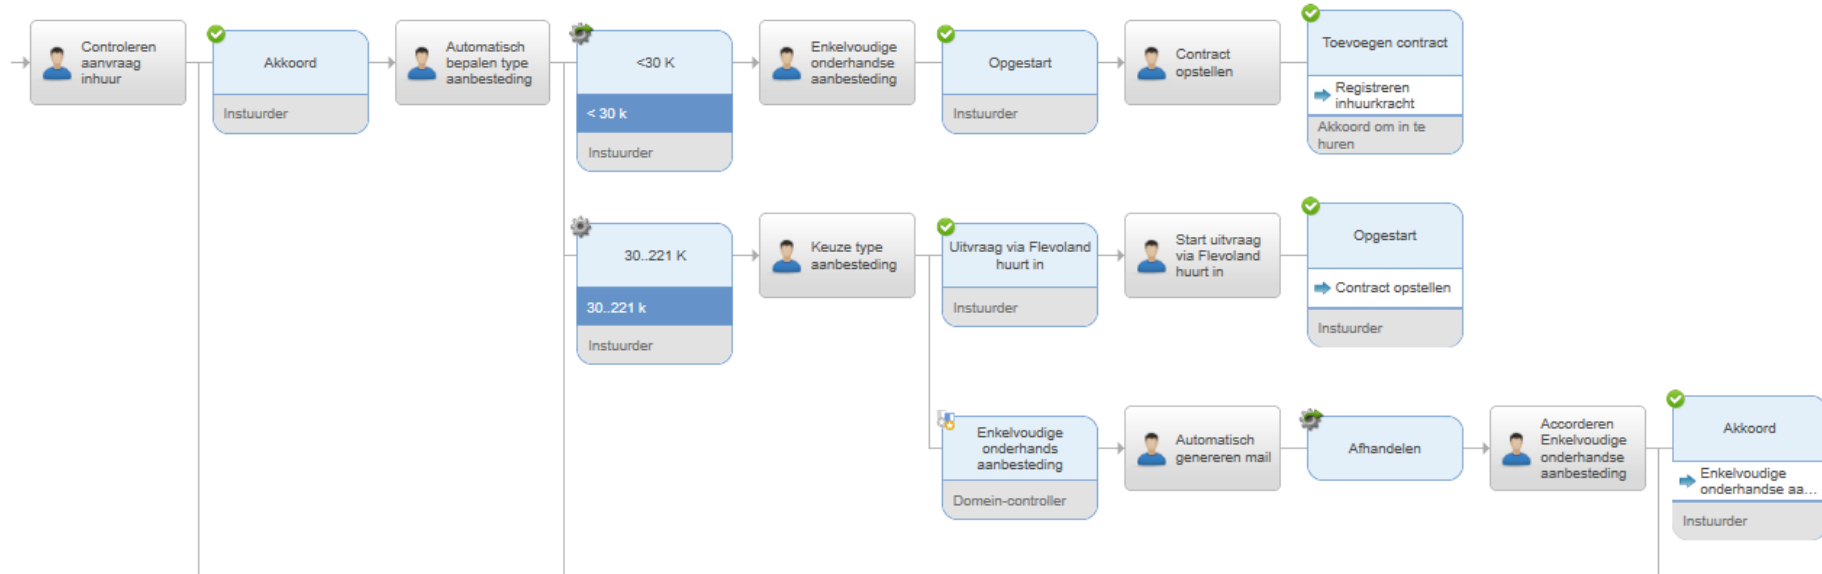 Controleren
aanvraag
inhuur
Akkoord
Instuurder
Automatisch
bepalen type
aanbesteding
<30 K
< 30 k
Instuurder
Enkelvoudige
onderhandse
aanbesteding
Opgestart
Instuurder
Contract
opstellen
Toevoegen contract
Registreren
inhuurkracht
Akkoord om in te
huren
30..221 K
30..221 k
Instuurder
Keuze type
aanbesteding
Uitvraag via Flevoland
huurt in
Instuurder
Start uitvraag
via Flevoland
huurt in
Opgestart
Contract opstellen
Instuurder
Enkelvoudige
onderhands
aanbesteding
Domein-controller
Automatisch
genereren mail
Afhandelen
Accorderen
Enkelvoudige
onderhandse
aanbesteding
Akkoord
Enkelvoudige
onderhandse aa...
Instuurder